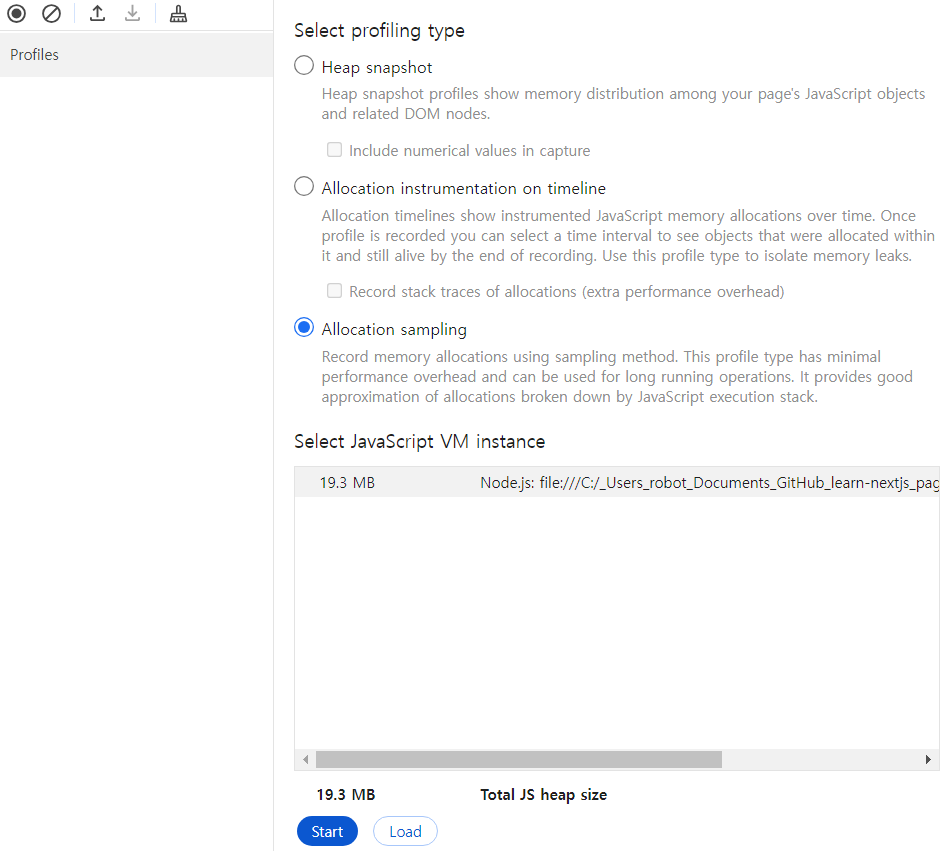 Profiles
Select profiling type
Heap snapshot
Heap snapshot profiles show memory distribution among your page's JavaScript objects
and related DOM nodes.
Include numerical values in capture
Allocation instrumentation on timeline
Allocation timelines show instrumented JavaScript memory allocations over time. Once
profile is recorded you can select a time interval to see objects that were allocated within
it and still alive by the end of recording. Use this profile type to isolate memory leaks.
Record stack traces of allocations (extra performance overhead)
Allocation sampling
Record memory allocations using sampling method. This profile type has minimal
performance overhead and can be used for long running operations. It provides good
approximation of allocations broken down by JavaScript execution stack.
Select JavaScript VM instance
19.3 MB Node.js: file:///C:/_Users_robot_Documents_GitHub_learn-nextjs_pag
19.3 MB Total JS heap size
Start Load